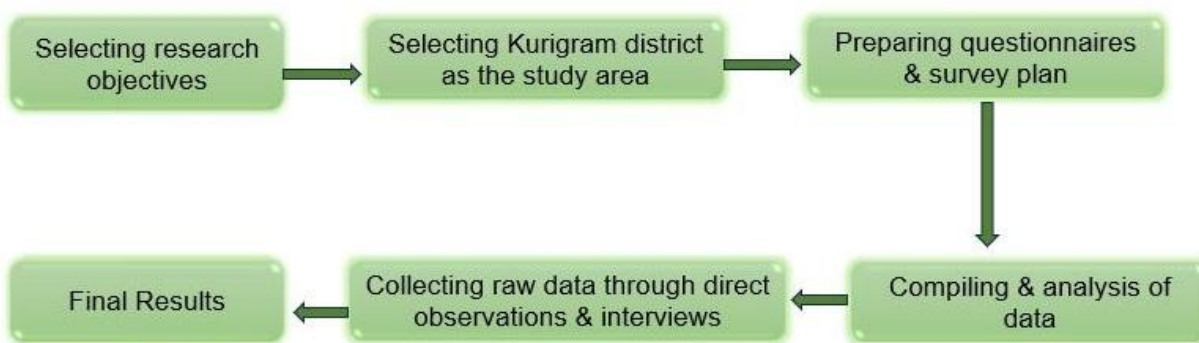 Selecting research
objectives
Selecting Kurigram district
as the study area
Preparing questionnaires
& survey plan
Compiling & analysis of
data
Collecting raw data through direct
observations & interviews
Final Results